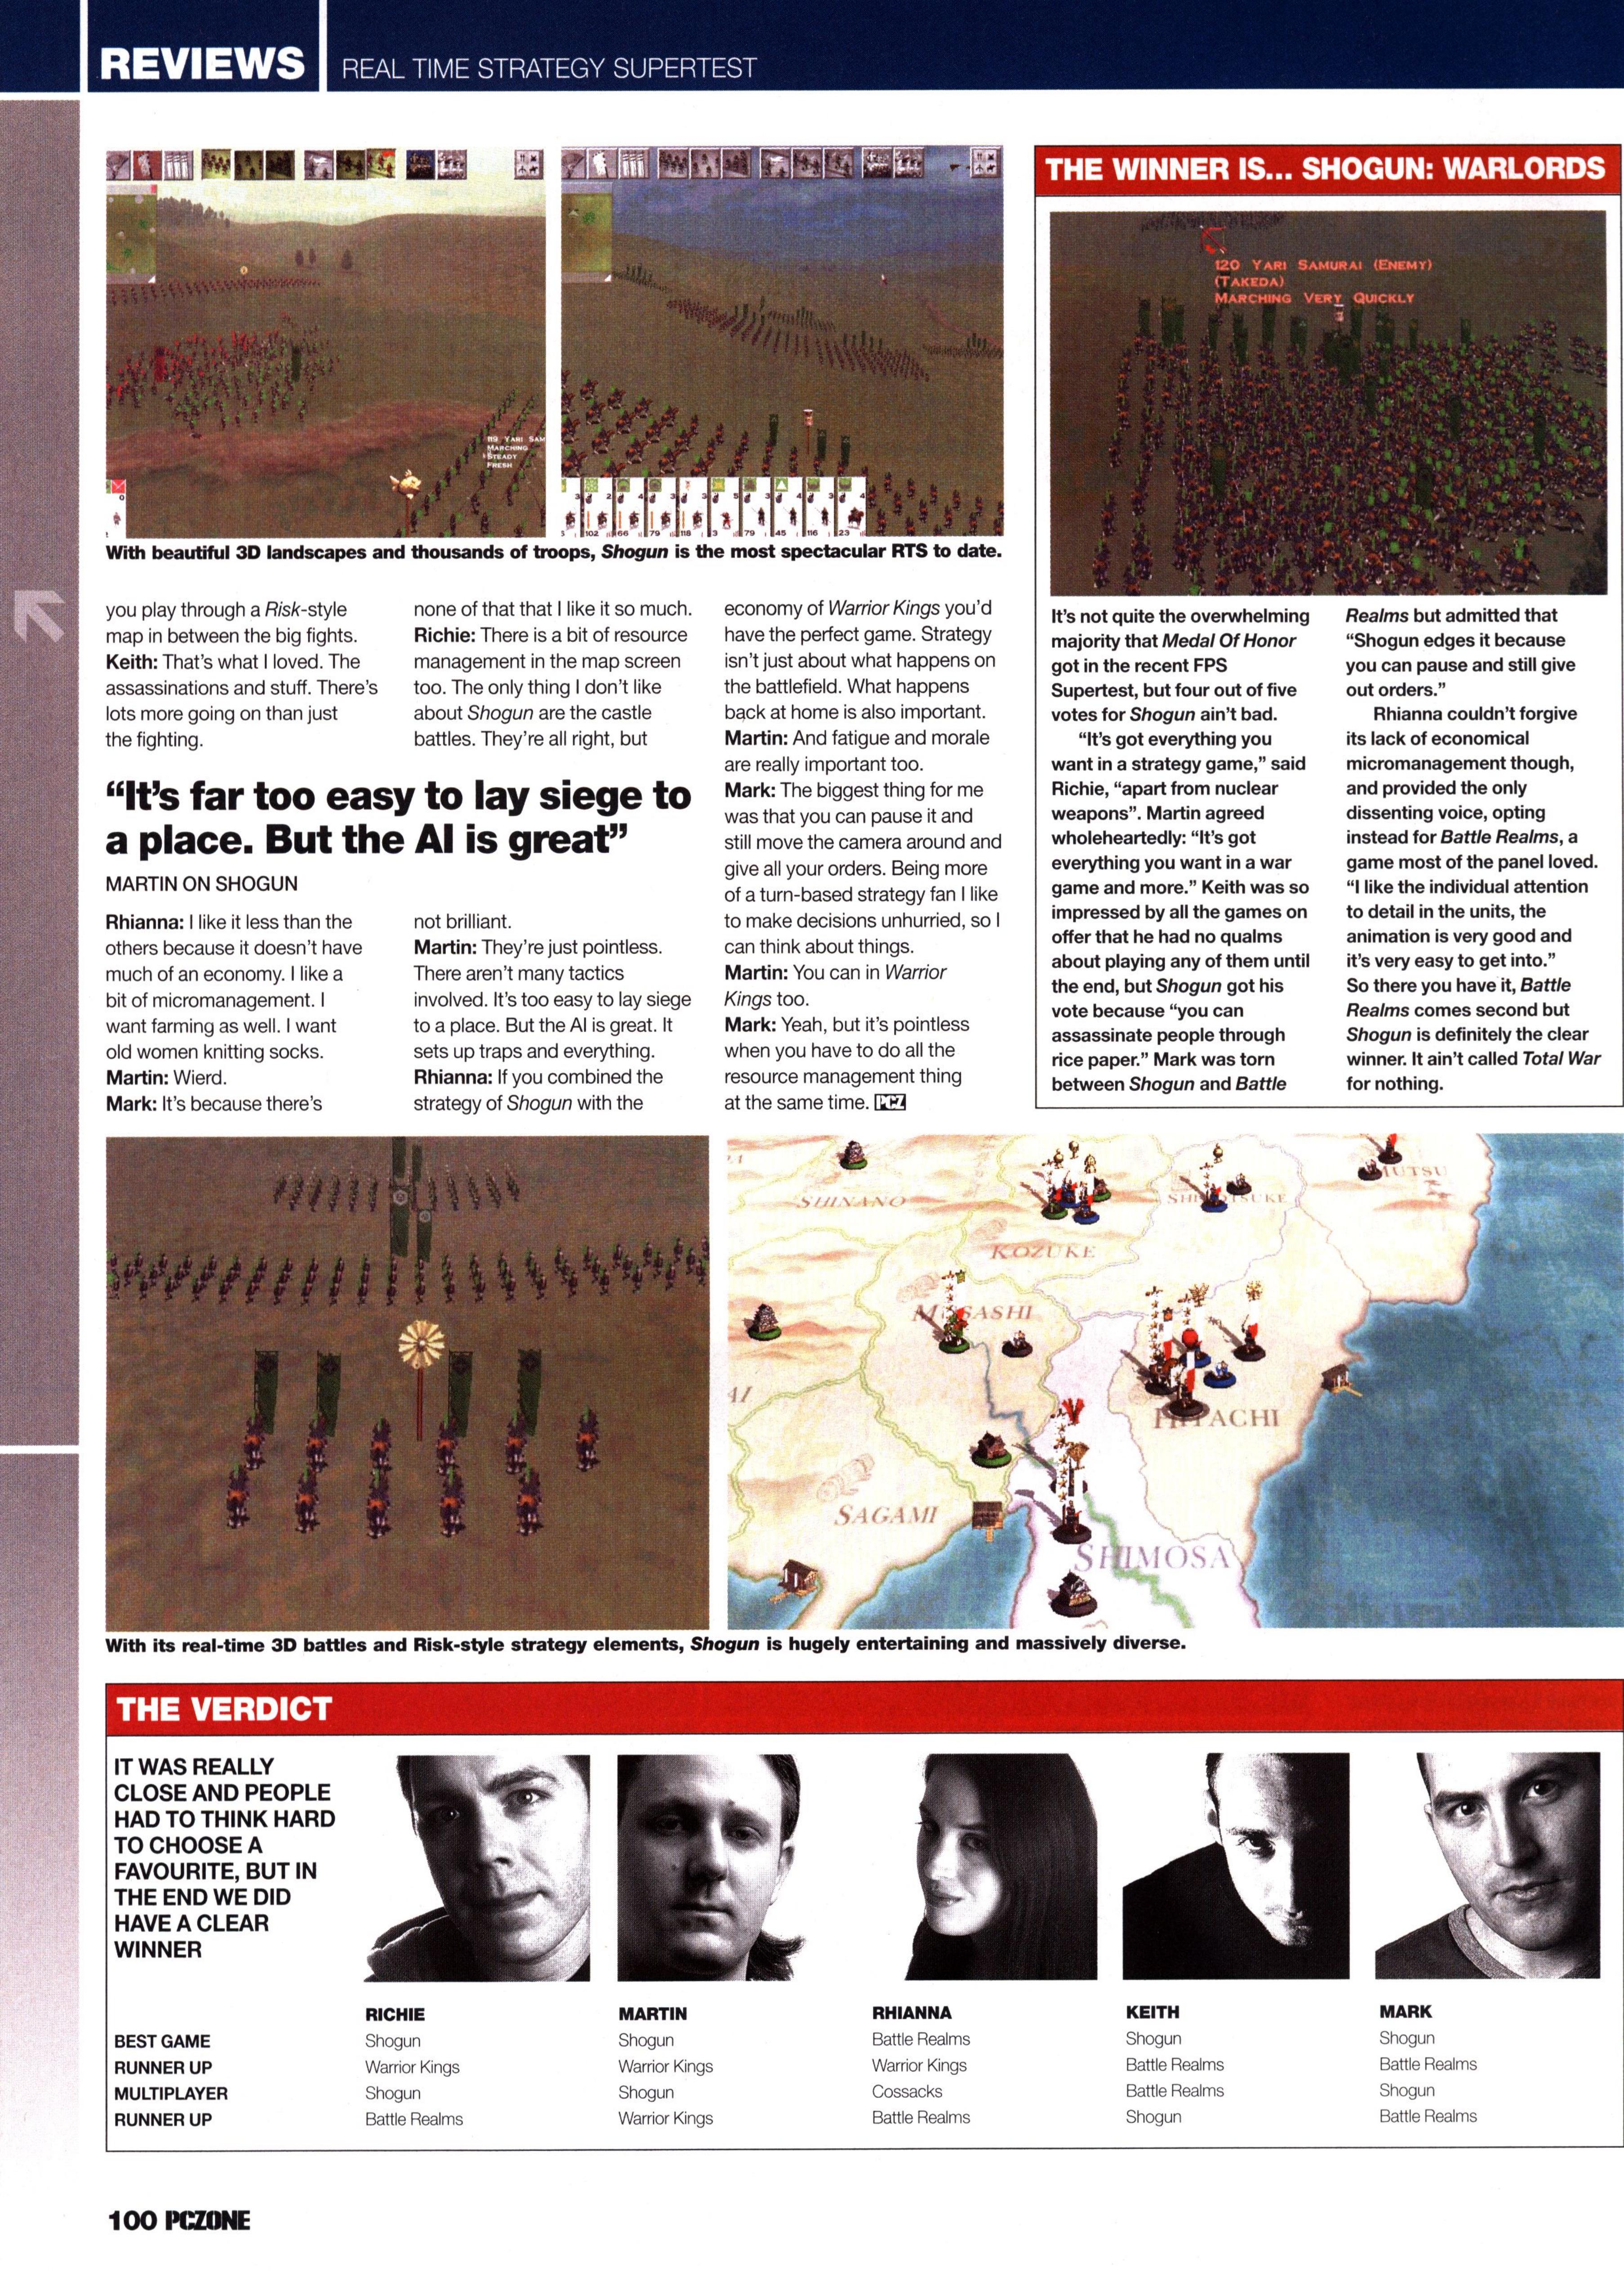 REVIEWS
REAL TIME STRATEGY SUPERTEST
89 YARI SAM
MARCHING
STEADY
FRESH
With beautiful 3D landscapes and thousands of troops, Shogun is the most spectacular RTS to date.
you play through a Risk-style
map in between the big fights.
Keith: That's what I loved. The
assassinations and stuff. There's
lots more going on than just
the fighting.
"It's far too easy to lay siege to
a place. But the AI is great"
MARTIN ON SHOGUN
Rhianna: I like it less than the
others because it doesn't have
much of an economy. I like a
bit of micromanagement. I
want farming as well. I want
old women knitting socks.
Martin: Wierd.
Mark: It's because there's
none of that that I like it so much.
Richie: There is a bit of resource
management in the map screen
too. The only thing I don't like
about Shogun are the castle
battles. They're all right, but
not brilliant.
Martin: They're just pointless.
There aren't many tactics
involved. It's too easy to lay siege
to a place. But the AI is great. It
sets up traps and everything.
Rhianna: If you combined the
strategy of Shogun with the
economy of Warrior Kings you'd
have the perfect game. Strategy
isn't just about what happens on
the battlefield. What happens
back at home is also important.
Martin: And fatigue and morale
are really important too.
Mark: The biggest thing for me
was that you can pause it and
still move the camera around and
give all your orders. Being more
of a turn-based strategy fan I like
to make decisions unhurried, so I
can think about things.
Martin: You can in Warrior
Kings too.
Mark: Yeah, but it's pointless
when you have to do all the
resource management thing
at the same time. PCZ
THE WINNER IS... SHOGUN: WARLORDS
120 YARI SAMURAI (ENEMY)
(TAKEDA)
MARCHING VERY QUICKLY
It's not quite the overwhelming
majority that Medal Of Honor
got in the recent FPS
Supertest, but four out of five
votes for Shogun ain't bad.
"It's got everything you
want in a strategy game," said
Richie, "apart from nuclear
weapons". Martin agreed
wholeheartedly: "It's got
everything you want in a war
game and more." Keith was so
impressed by all the games on
offer that he had no qualms
about playing any of them until
the end, but Shogun got his
vote because "you can
assassinate people through
rice paper." Mark was torn
between Shogun and Battle
Realms but admitted that
"Shogun edges it because
you can pause and still give
out orders."
Rhianna couldn't forgive
its lack of economical
micromanagement though,
and provided the only
dissenting voice, opting
instead for Battle Realms, a
game most of the panel loved.
"I like the individual attention
to detail in the units, the
animation is very good and
it's very easy to get into."
So there you have it, Battle
Realms comes second but
Shogun is definitely the clear
winner. It ain't called Total War
for nothing.
SHINANO
KOZUKE
MUTSU
MUSASHI
HITACHI
SAGAMI
SHIMOSA
With its real-time 3D battles and Risk-style strategy elements, Shogun is hugely entertaining and massively diverse.
THE VERDICT
IT WAS REALLY
CLOSE AND PEOPLE
HAD TO THINK HARD
TO CHOOSE A
FAVOURITE, BUT IN
THE END WE DID
HAVE A CLEAR
WINNER
RICHIE MARTIN RHIANNA KEITH MARK
BEST GAME Shogun Shogun Battle Realms Shogun Shogun
RUNNER UP Warrior Kings Warrior Kings Warrior Kings Battle Realms Battle Realms
MULTIPLAYER Shogun Shogun Cossacks Battle Realms Shogun
RUNNER UP Battle Realms Warrior Kings Battle Realms Shogun Battle Realms
100 PCZONE